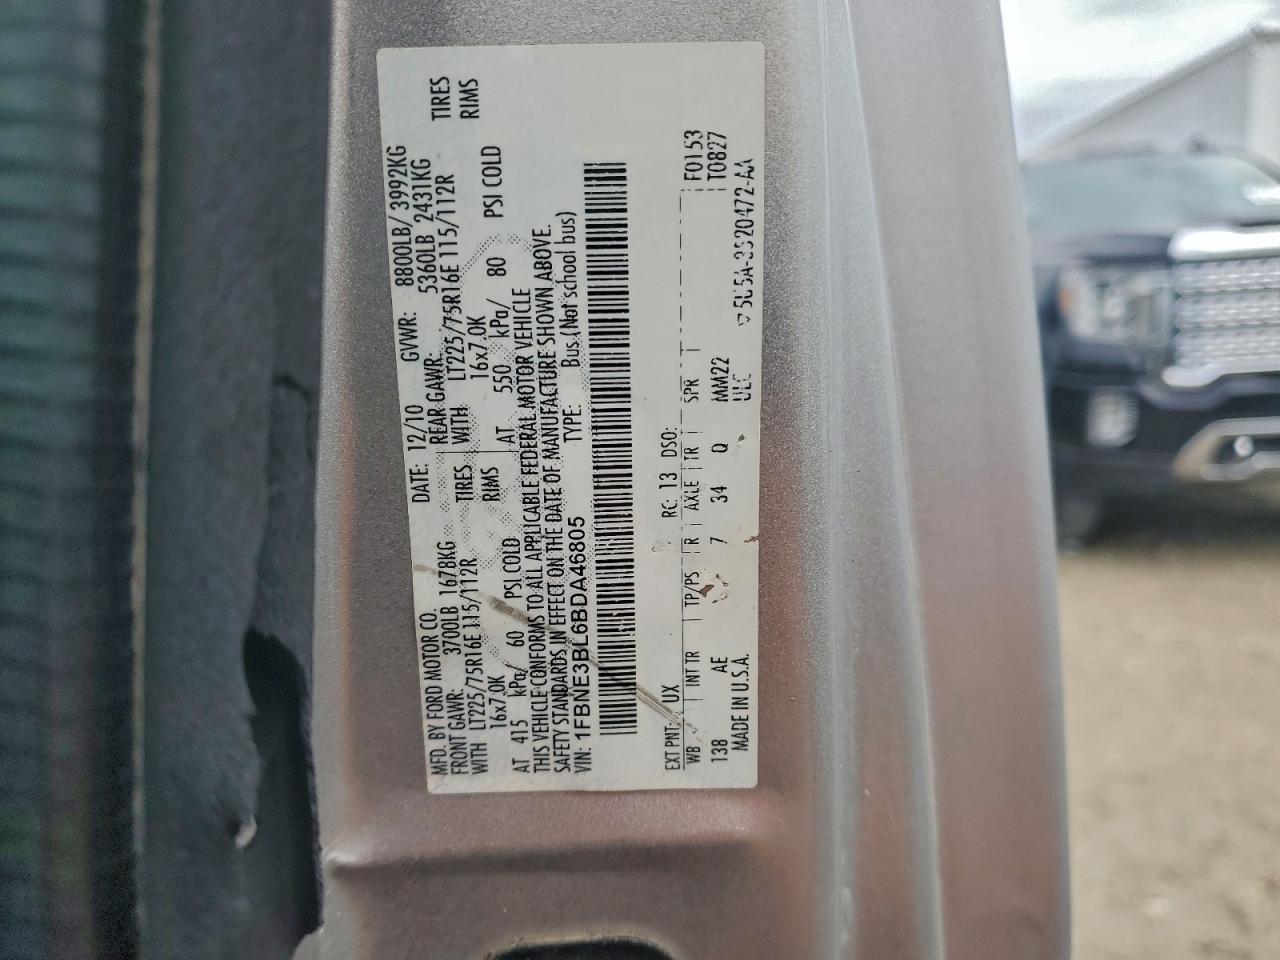 MFD. BY FORD MOTOR CO.
DATE: 12/10 GVWR: 8800LB/ 3992KG
FRONT GAWR: 3700LB 1678KG
REAR GAWR: 5360LB 2431KG
WITH LT225/75R16E 115/112R TIRES
WITH LT225/75R16E 115/112R TIRES
16x7.0K RIMS
16x7.0K RIMS
AT 415 kPa/ 60 PSI COLD
AT 550 kPa/ 80 PSI COLD
THIS VEHICLE CONFORMS TO ALL APPLICABLE FEDERAL MOTOR VEHICLE
SAFETY STANDARDS IN EFFECT ON THE DATE OF MANUFACTURE SHOWN ABOVE.
VIN: 1FBNE3BL6BDA46805 TYPE: Bus (Not school bus)
EXT PNT: UX RC: 13 DSO: F0153
WB INT TR TP/PS R AXLE TR SPR T0827
138 AE 7 34 Q MM22
MADE IN U.S.A.